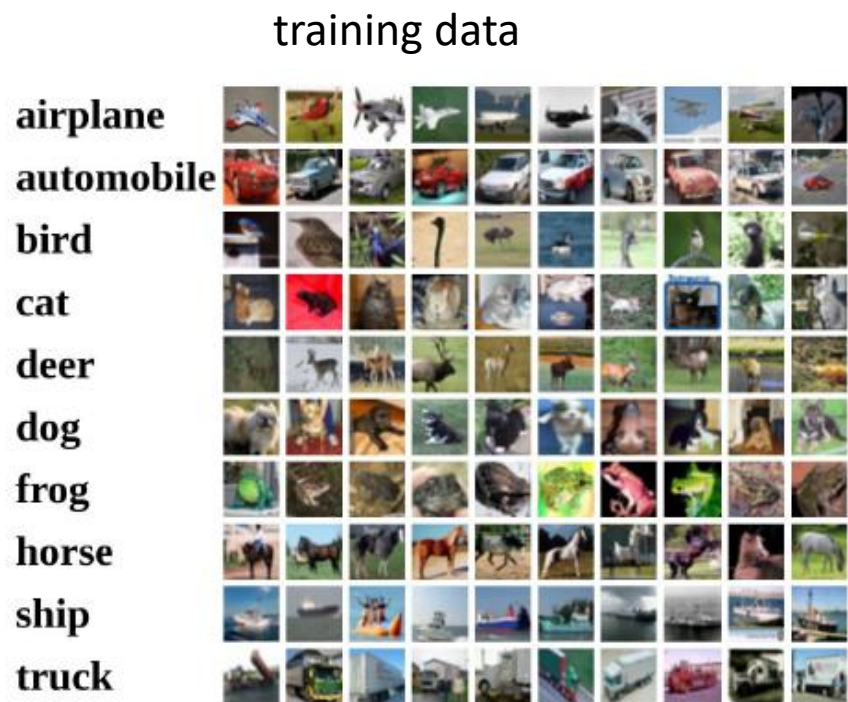 training data
airplane
automobile
bird
cat
deer
dog
frog
horse
ship
truck